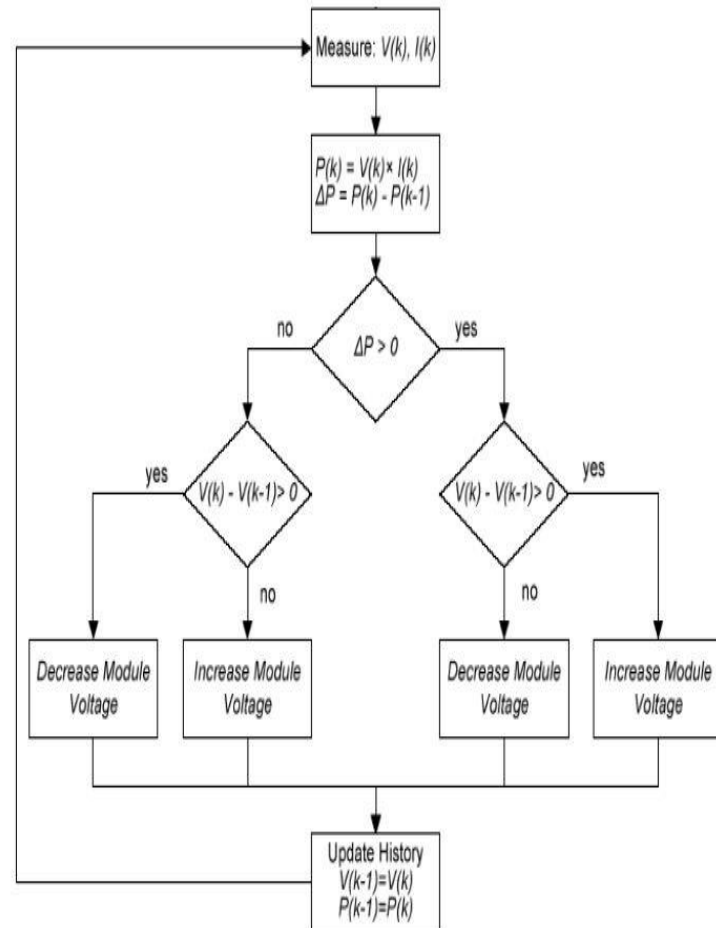 Measure: V(k), I(k)
P(k) = V(k)× I(k)
ΔP = P(k) - P(k-1)
no
yes
ΔP > 0
yes
V(k) - V(k-1)> 0
no
V(k) - V(k-1)> 0
yes
no
Decrease Module
Voltage
Increase Module
Voltage
Decrease Module
Voltage
Increase Module
Voltage
Update History
V(k-1)=V(k)
P(k-1)=P(k)